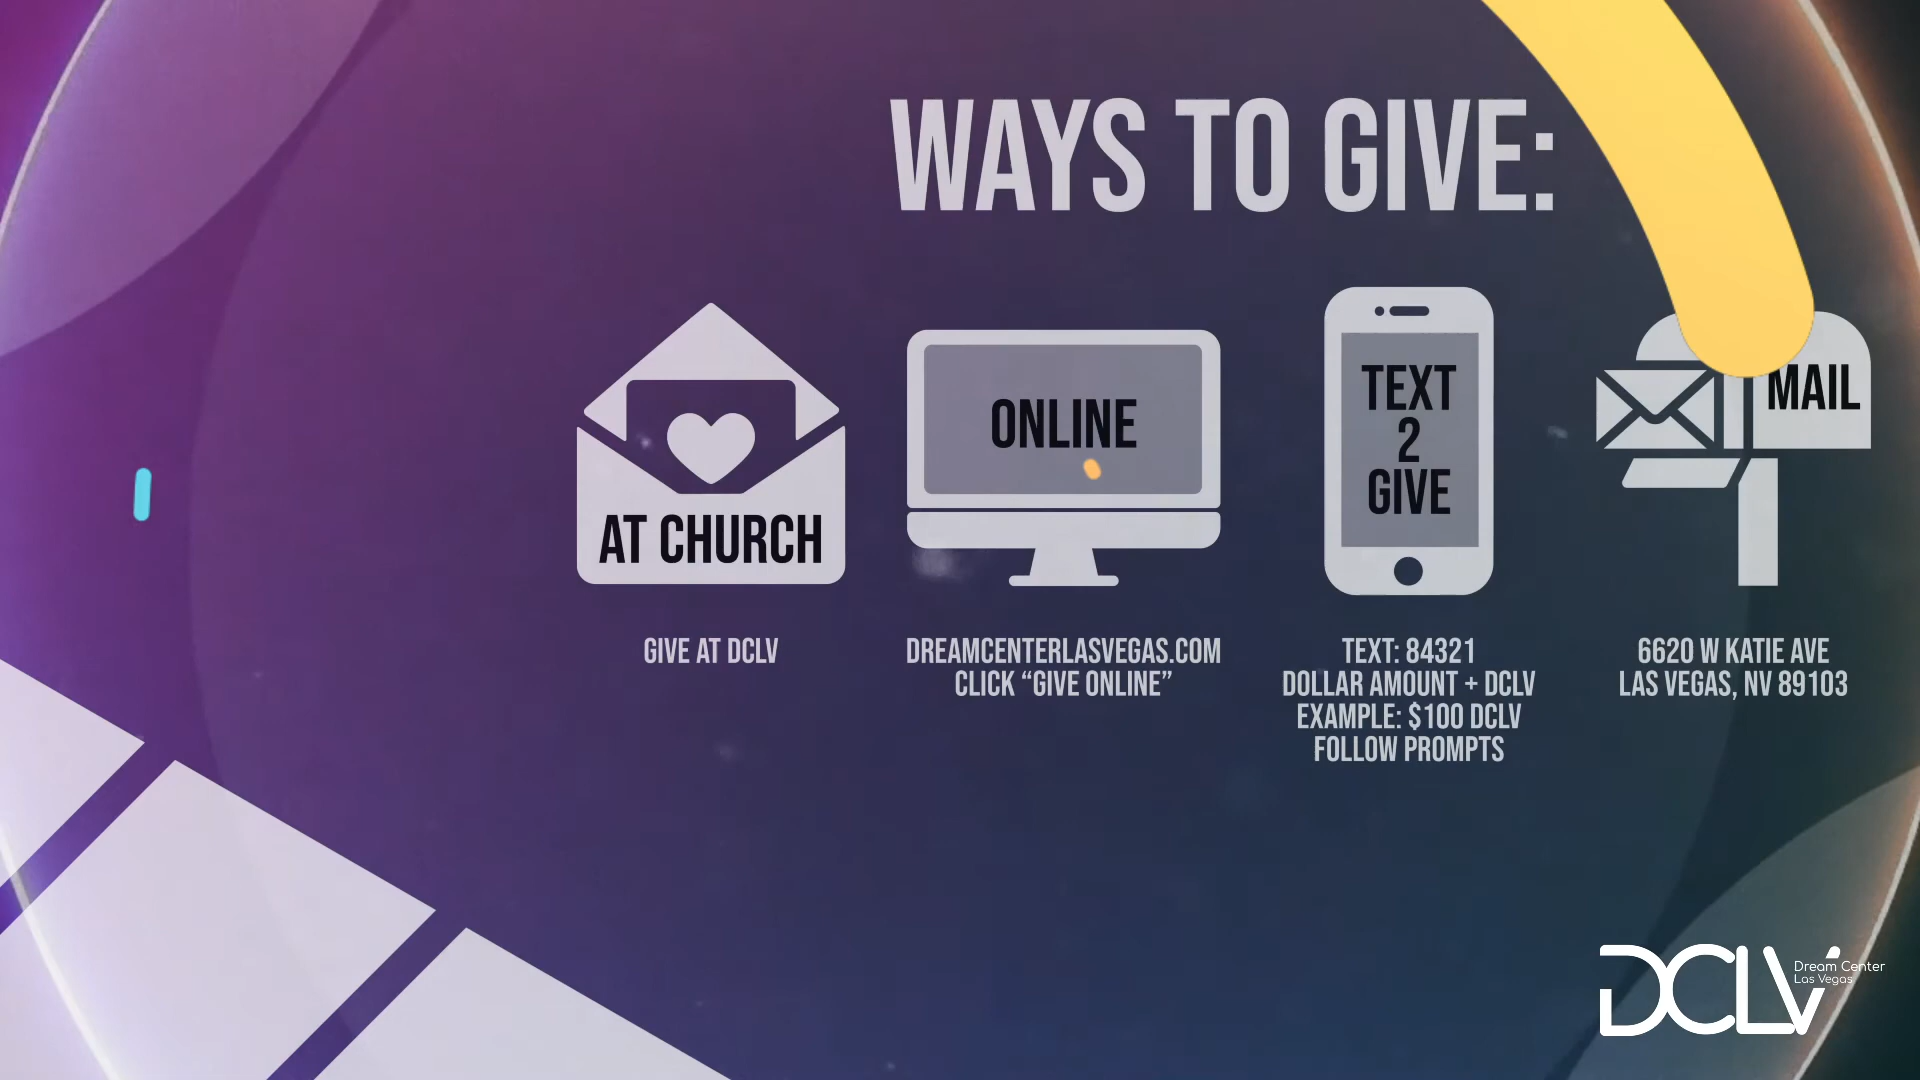 WAYS TO GIVE:
AT CHURCH
GIVE AT DCLV
ONLINE
DREAMCENTERLASVEGAS.COM
CLICK “GIVE ONLINE”
TEXT
2
GIVE
TEXT: 84321
DOLLAR AMOUNT + DCLV
EXAMPLE: $100 DCLV
FOLLOW PROMPTS
MAIL
6620 W KATIE AVE
LAS VEGAS, NV 89103
DCLV
Dream Center
Las Vegas